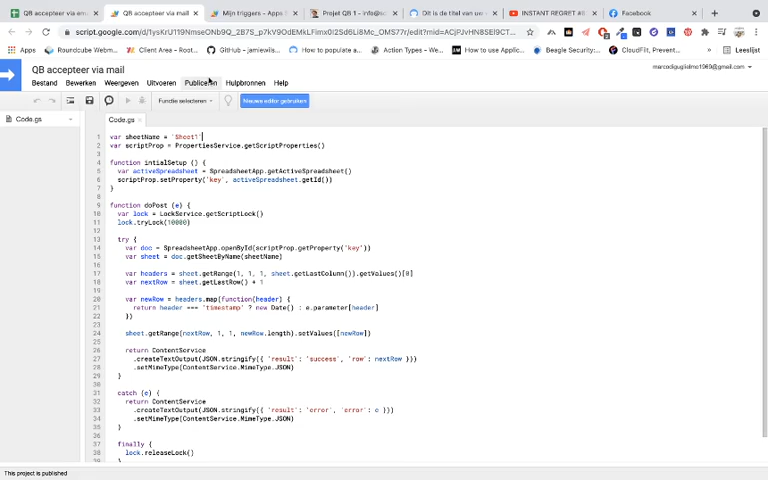 QB accepteer via em
QB accepteer via mail
Mijn triggers - Apps
Projet QB 1 - info@s
Dit is de titel van uw
INSTANT REGRET #8
Facebook
Apps
Roundcube Webm...
Client Area - Root...
GitHub - jamiewils...
How to populate a...
Action Types - We...
How to use Applic...
Beagle Security:...
CloudFilt, Prevent...
Leeslijst
QB accepteer via mail
Bestand Bewerken Weergeven Uitvoeren Publiceren Hulpbronnen Help
Functie selecteren
Nieuwe editor gebruiken
Code.gs
Code.gs
1 var sheetName = 'Sheet1'
2 var scriptProp = PropertiesService.getScriptProperties()
3
4 function intialSetup () {
5 var activeSpreadsheet = SpreadsheetApp.getActiveSpreadsheet()
6 scriptProp.setProperty('key', activeSpreadsheet.getId())
7 }
8
9 function doPost (e) {
10 var lock = LockService.getScriptLock()
11 lock.tryLock(10000)
12
13 try {
14 var doc = SpreadsheetApp.openById(scriptProp.getProperty('key'))
15 var sheet = doc.getSheetByName(sheetName)
16
17 var headers = sheet.getRange(1, 1, 1, sheet.getLastColumn()).getValues()[0]
18 var nextRow = sheet.getLastRow() + 1
19
20 var newRow = headers.map(function(header) {
21 return header === 'timestamp' ? new Date() : e.parameter[header]
22 })
23
24 sheet.getRange(nextRow, 1, 1, newRow.length).setValues([newRow])
25
26 return ContentService
27 .createTextOutput(JSON.stringify({ 'result': 'success', 'row': nextRow }))
28 .setMimeType(ContentService.MimeType.JSON)
29 }
30
31 catch (e) {
32 return ContentService
33 .createTextOutput(JSON.stringify({ 'result': 'error', 'error': e }))
34 .setMimeType(ContentService.MimeType.JSON)
35 }
36
37 finally {
38 lock.releaseLock()
39 }
This project is published